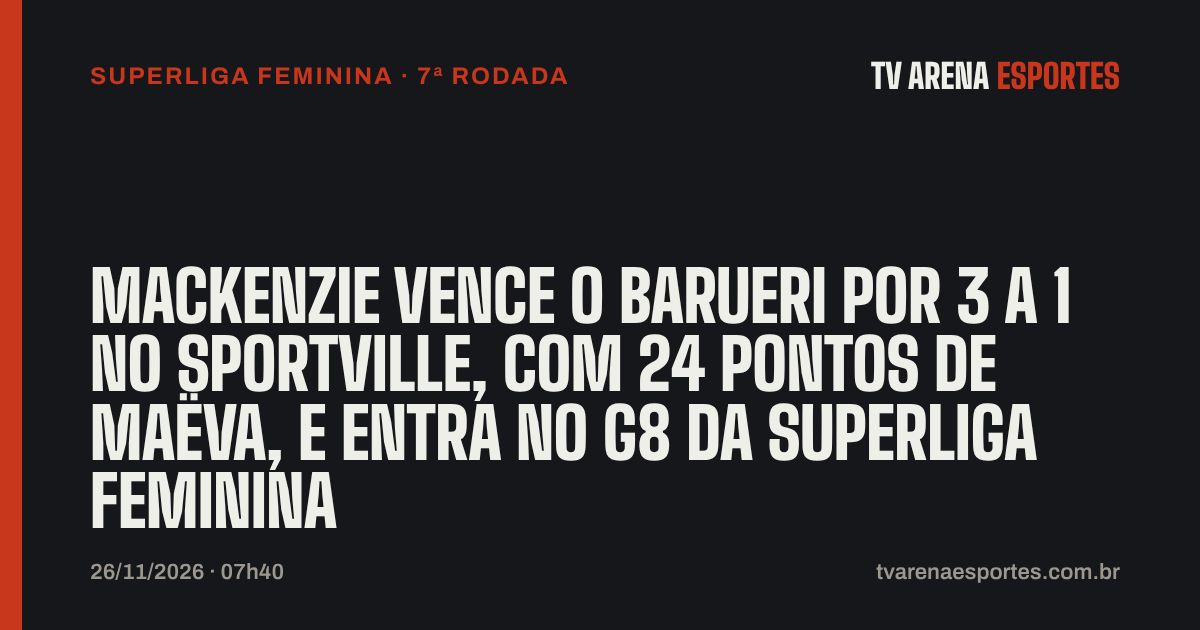 SUPERLIGA FEMININA · 7ª RODADA
TV ARENA ESPORTES
MACKENZIE VENCE O BARUERI POR 3 A 1
NO SPORTVILLE, COM 24 PONTOS DE
MAËVA, E ENTRA NO G8 DA SUPERLIGA
FEMININA
26/11/2026 · 07h40
tvarenaesportes.com.br